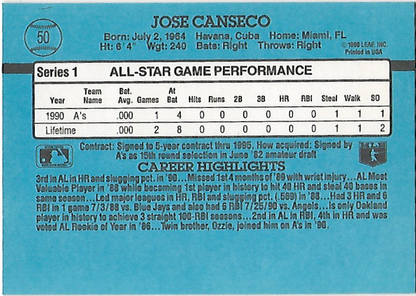 50
JOSE CANSECO
Born: July 2, 1964 Havana, Cuba Home: Miami, FL
Ht: 6'4" Wgt: 240 Bats: Right Throws: Right
© 1990 LEAF, INC.
Printed in USA
Series 1 ALL-STAR GAME PERFORMANCE
Year Team Name Bat. Avg. Games At Bat Hits Runs 2B 3B HR RBI Steal Walk SO
1990 A's .000 1 4 0 0 0 0 0 0 1 1 1
Lifetime .000 2 8 0 0 0 0 0 0 1 1 2
Contract: Signed to 5-year contract thru 1995. How acquired: Signed by
A's as 15th round selection in June '82 amateur draft
CAREER HIGHLIGHTS
3rd in AL in HR and slugging pct. in '90...Missed 1st 4 months of '89 with wrist injury...AL Most
Valuable Player in '88 while becoming 1st player in history to hit 40 HR and steal 40 bases
in same season...Led major leagues in HR, RBI and slugging pct. (.569) in '88...Had 3 HR and 6
RBI in 1 game 7/3/88 vs. Blue Jays and also had 6 RBI 7/25/90 vs. Angels...Is only Oakland
player in history to achieve 3 straight 100-RBI seasons...2nd in AL in RBI, 4th in HR and was
voted AL Rookie of Year in '86...Twin brother, Ozzie, joined him on A's in '90.